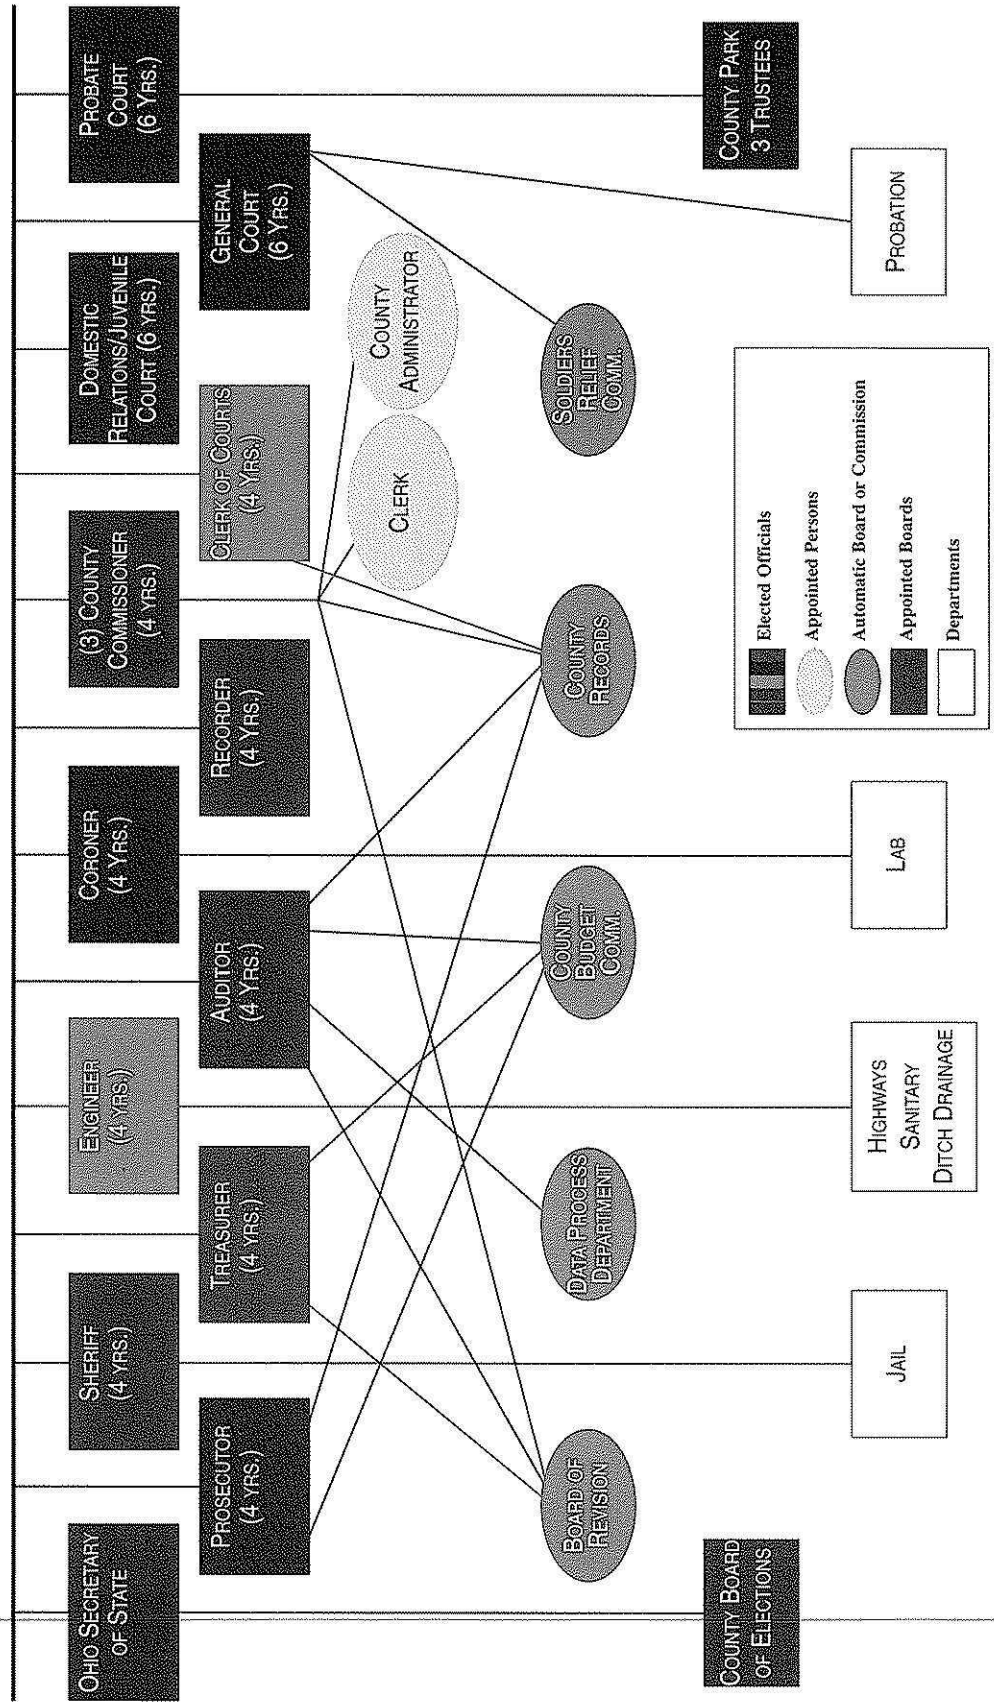 OHIO SECRETARY
OF STATE
SHERIFF
(4 YRS.)
ENGINEER
(4 YRS.)
CORONER
(4 YRS.)
(3) COUNTY
COMMISSIONER
(4 YRS.)
DOMESTIC
RELATIONS/JUVENILE
COURT (6 YRS.)
PROBATE
COURT
(6 YRS.)
PROSECUTOR
(4 YRS.)
TREASURER
(4 YRS.)
AUDITOR
(4 YRS.)
RECORDER
(4 YRS.)
CLERK OF COURTS
(4 YRS.)
GENERAL
COURT
(6 YRS.)
CLERK
COUNTY
ADMINISTRATOR
BOARD OF
REVISION
DATA PROCESS
DEPARTMENT
COUNTY
BUDGET
COMM.
COUNTY
RECORDS
SOLDIERS
RELIEF
COMM.
COUNTY BOARD
OF ELECTIONS
COUNTY PARK
3 TRUSTEES
JAIL
HIGHWAYS
SANITARY
DITCH DRAINAGE
LAB
PROBATION
Elected Officials
Appointed Persons
Automatic Board or Commission
Appointed Boards
Departments